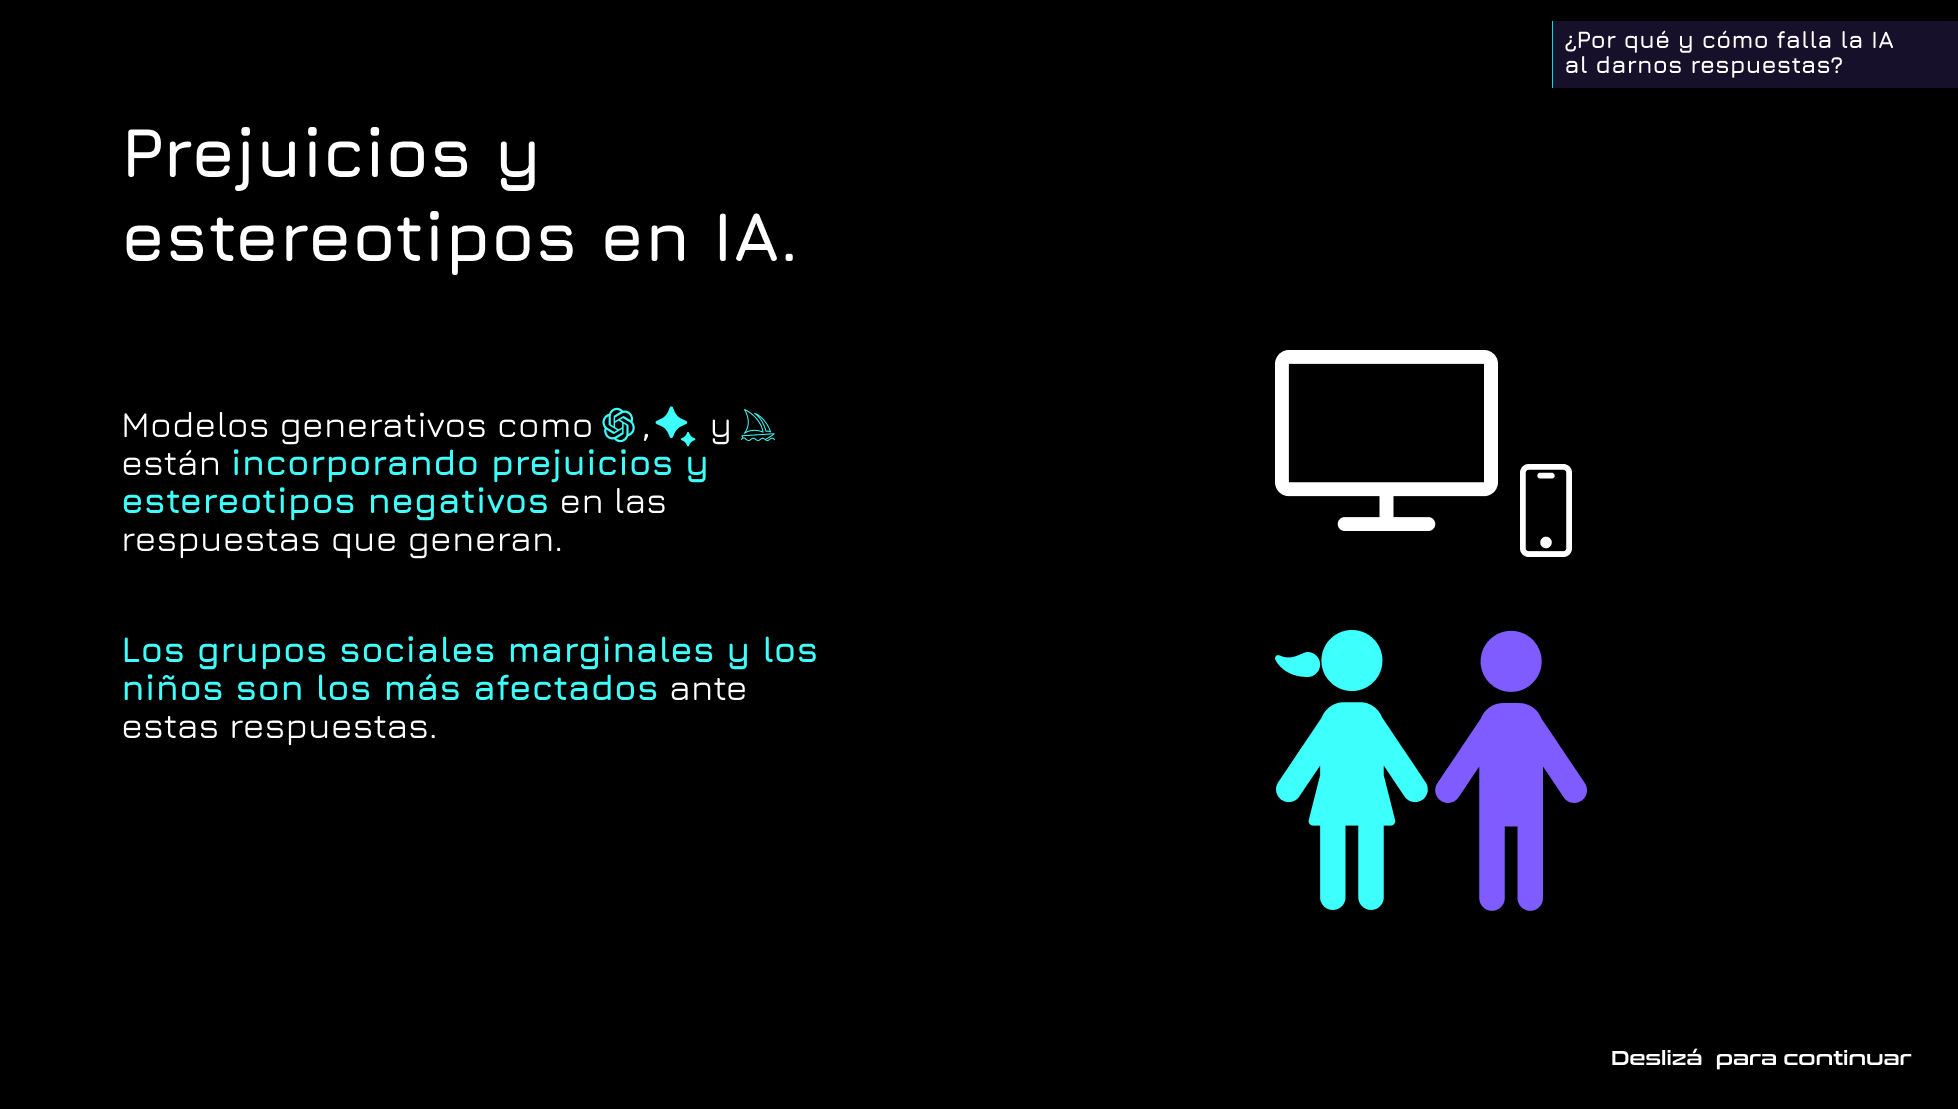 ¿Por qué y cómo falla la IA
al darnos respuestas?
Prejuicios y
estereotipos en IA.
Modelos generativos como , y
están incorporando prejuicios y
estereotipos negativos en las
respuestas que generan.
Los grupos sociales marginales y los
niños son los más afectados ante
estas respuestas.
Deslizá para continuar